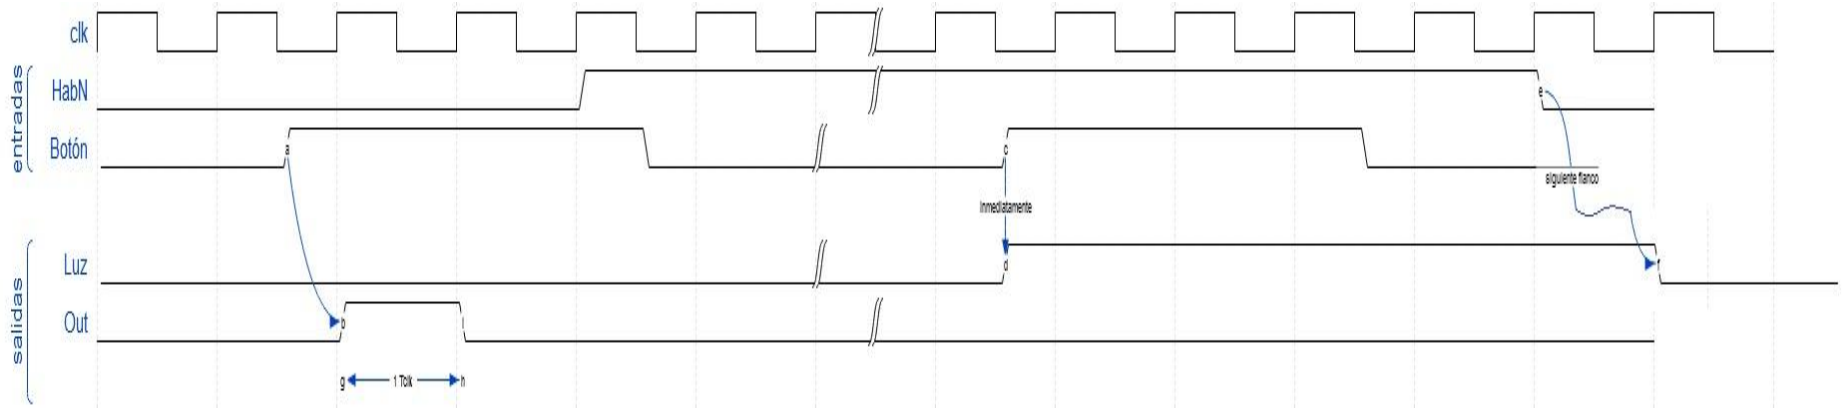 clk
entradas
HabN
e
Botón
a
c
siguiente flanco
Inmediatamente
salidas
Luz
d
f
Out
b
g
1 Tclk
h